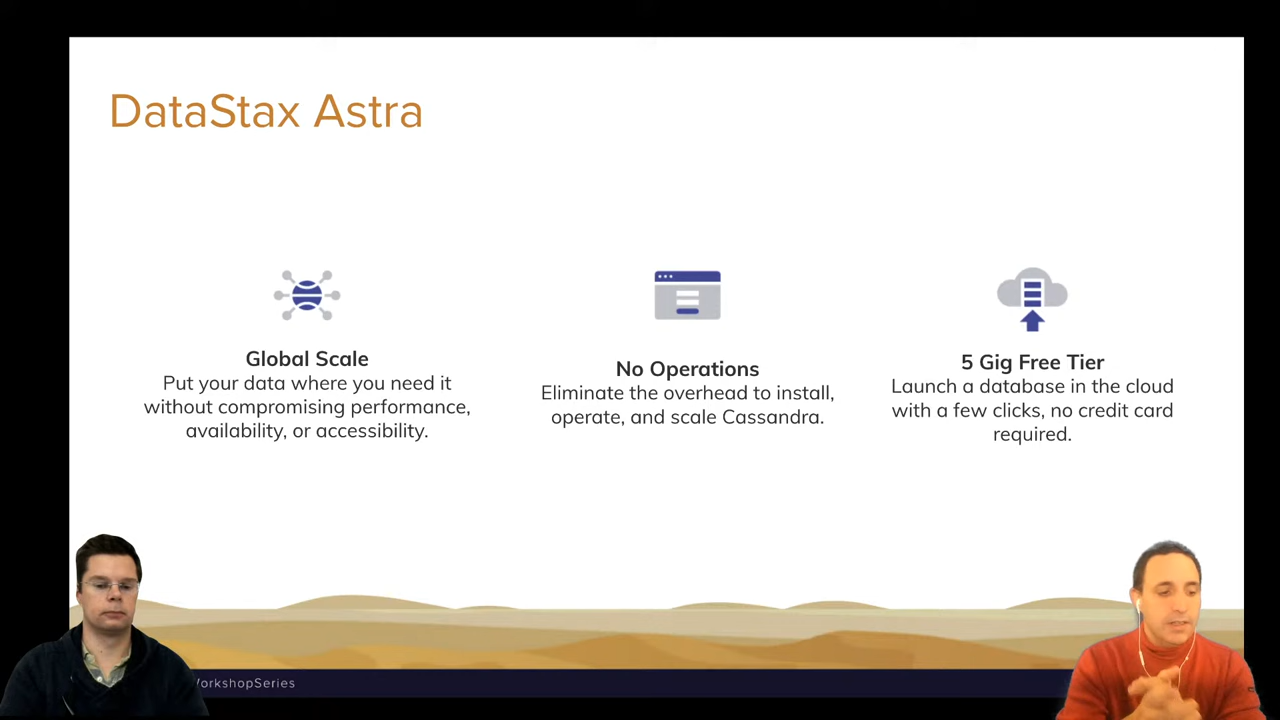 DataStax Astra
Global Scale
Put your data where you need it
without compromising performance,
availability, or accessibility.
No Operations
Eliminate the overhead to install,
operate, and scale Cassandra.
5 Gig Free Tier
Launch a database in the cloud
with a few clicks, no credit card
required.
orkshopSeries